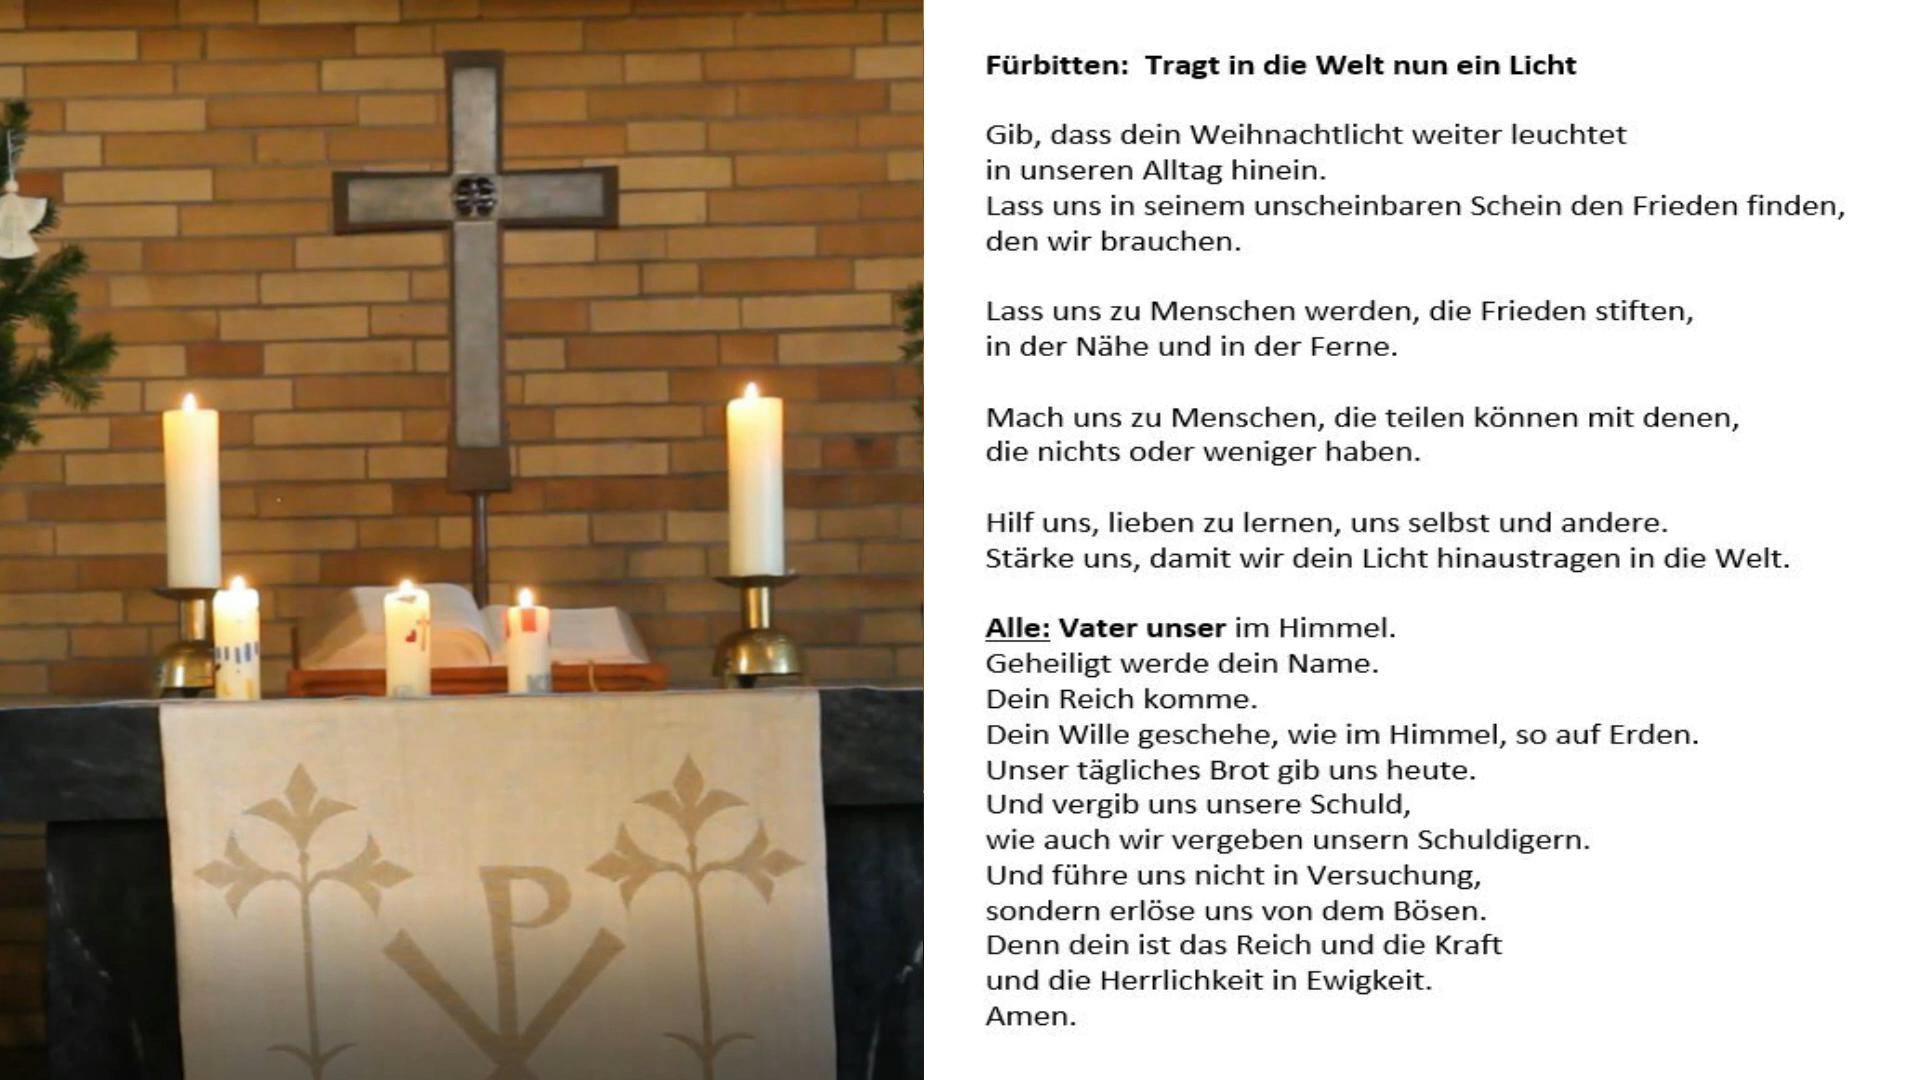 Fürbitten:  Tragt in die Welt nun ein Licht
Gib, dass dein Weihnachtlicht weiter leuchtet
in unseren Alltag hinein.
Lass uns in seinem unscheinbaren Schein den Frieden finden,
den wir brauchen.
Lass uns zu Menschen werden, die Frieden stiften,
in der Nähe und in der Ferne.
Mach uns zu Menschen, die teilen können mit denen,
die nichts oder weniger haben.
Hilf uns, lieben zu lernen, uns selbst und andere.
Stärke uns, damit wir dein Licht hinaustragen in die Welt.
Alle: Vater unser im Himmel.
Geheiligt werde dein Name.
Dein Reich komme.
Dein Wille geschehe, wie im Himmel, so auf Erden.
Unser tägliches Brot gib uns heute.
Und vergib uns unsere Schuld,
wie auch wir vergeben unsern Schuldigern.
Und führe uns nicht in Versuchung,
sondern erlöse uns von dem Bösen.
Denn dein ist das Reich und die Kraft
und die Herrlichkeit in Ewigkeit.
Amen.